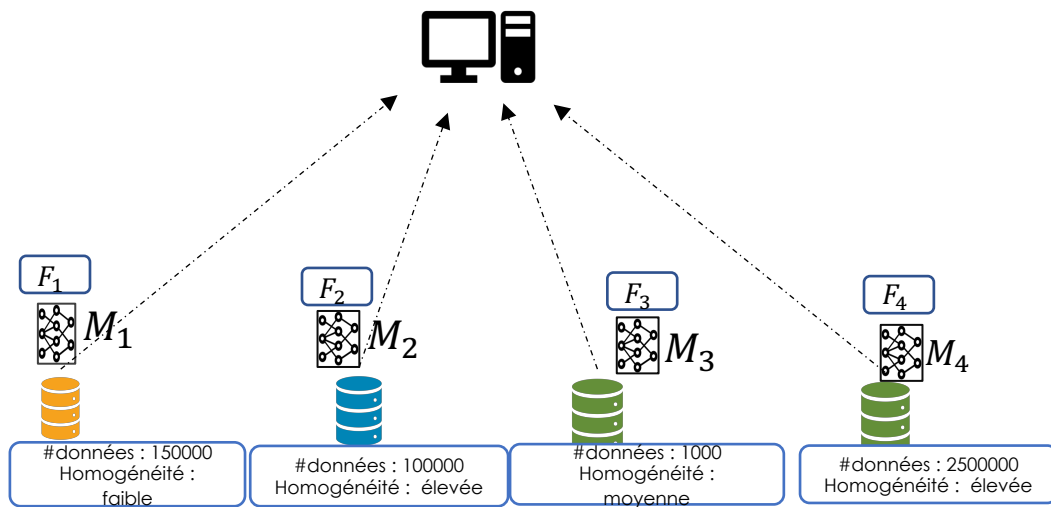 F₁
F₂
F₃
F₄
M₁
M₂
M₃
M₄
#données : 150000
Homogénéité :
faible
#données : 100000
Homogénéité : élevée
#données : 1000
Homogénéité :
moyenne
#données : 2500000
Homogénéité : élevée